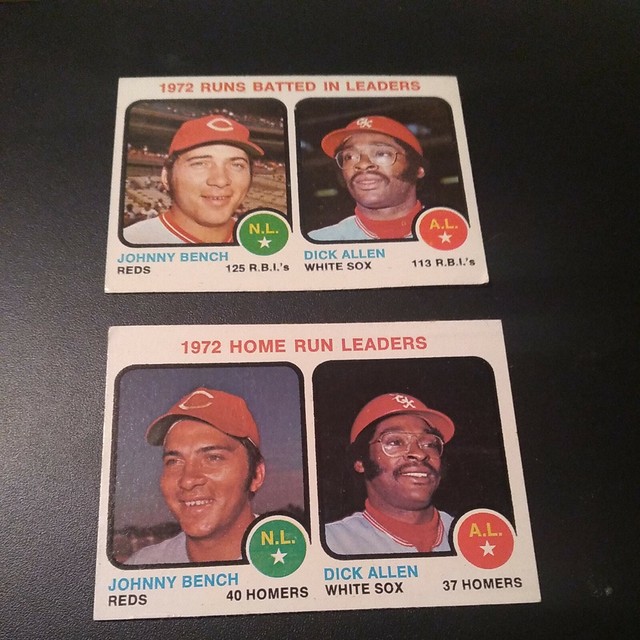 1972 RUNS BATTED IN LEADERS
N.L.
A.L.
JOHNNY BENCH
REDS
125 R.B.I.'s
DICK ALLEN
WHITE SOX
113 R.B.I.'s
1972 HOME RUN LEADERS
N.L.
A.L.
JOHNNY BENCH
REDS
40 HOMERS
DICK ALLEN
WHITE SOX
37 HOMERS